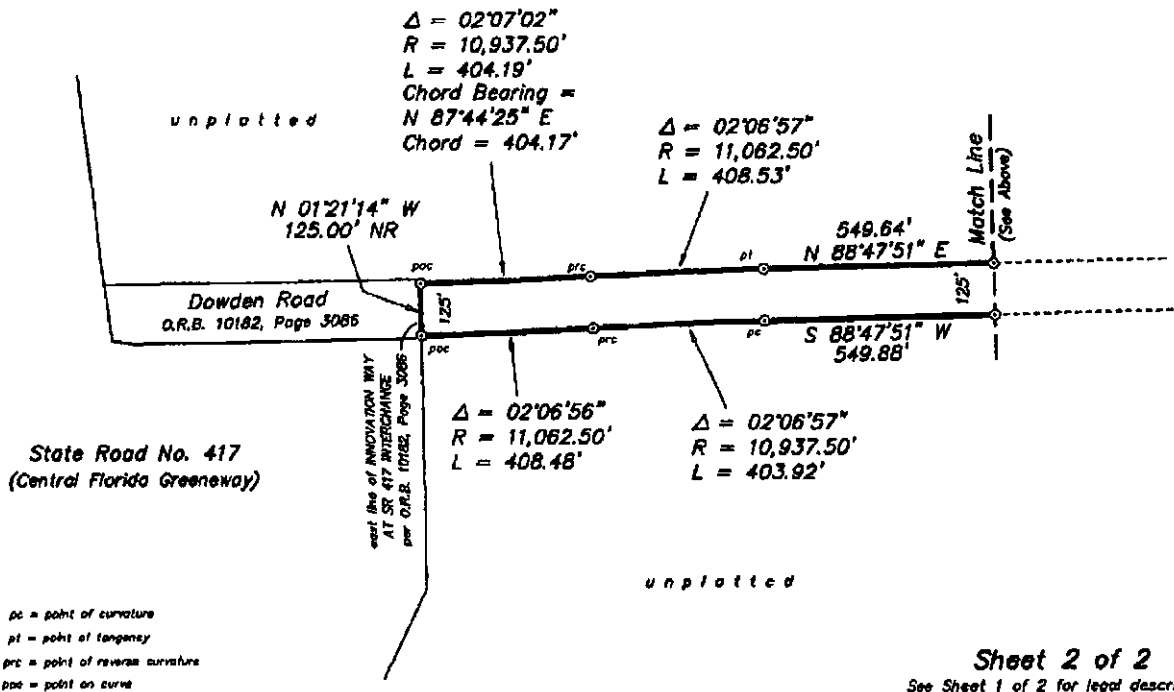 Δ = 02°07'02"
R = 10,937.50'
L = 404.19'
Chord Bearing =
N 87°44'25" E
Chord = 404.17'
unplatted
Δ = 02°06'57"
R = 11,062.50'
L = 408.53'
Match Line
(See Above)
N 01°21'14" W
125.00' NR
549.64'
N 88°47'51" E
poc
prc
pt
Dowden Road
O.R.B. 10182, Page 3086
125'
125'
poc
prc
pc
S 88°47'51" W
549.88'
east line of INNOVATION WAY
AT SR 417 INTERCHANGE
per O.R.B. 10182, Page 3086
Δ = 02°06'56"
R = 11,062.50'
L = 408.48'
Δ = 02°06'57"
R = 10,937.50'
L = 403.92'
State Road No. 417
(Central Florida Greeneway)
unplatted
pc = point of curvature
pt = point of tangency
prc = point of reverse curvature
poc = point on curve
Sheet 2 of 2
See Sheet 1 of 2 for legal descr